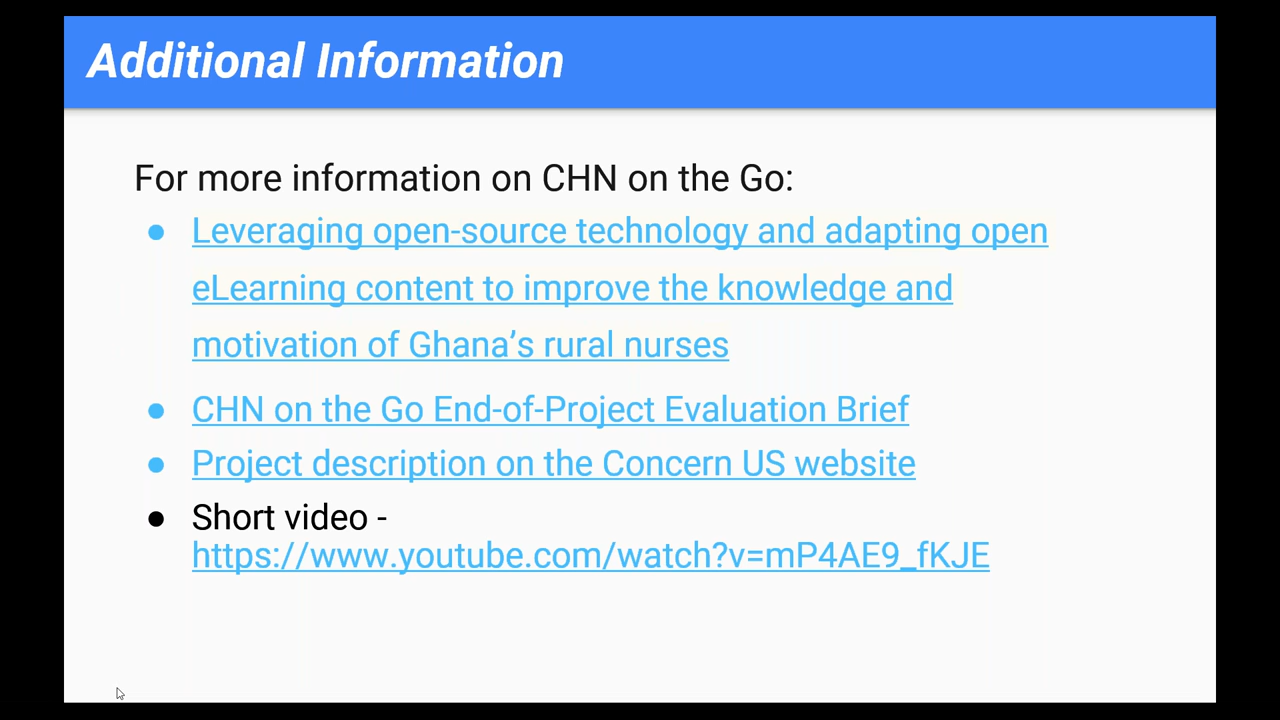 Additional Information
For more information on CHN on the Go:
● Leveraging open-source technology and adapting open
eLearning content to improve the knowledge and
motivation of Ghana’s rural nurses
● CHN on the Go End-of-Project Evaluation Brief
● Project description on the Concern US website
● Short video -
https://www.youtube.com/watch?v=mP4AE9_fKJE